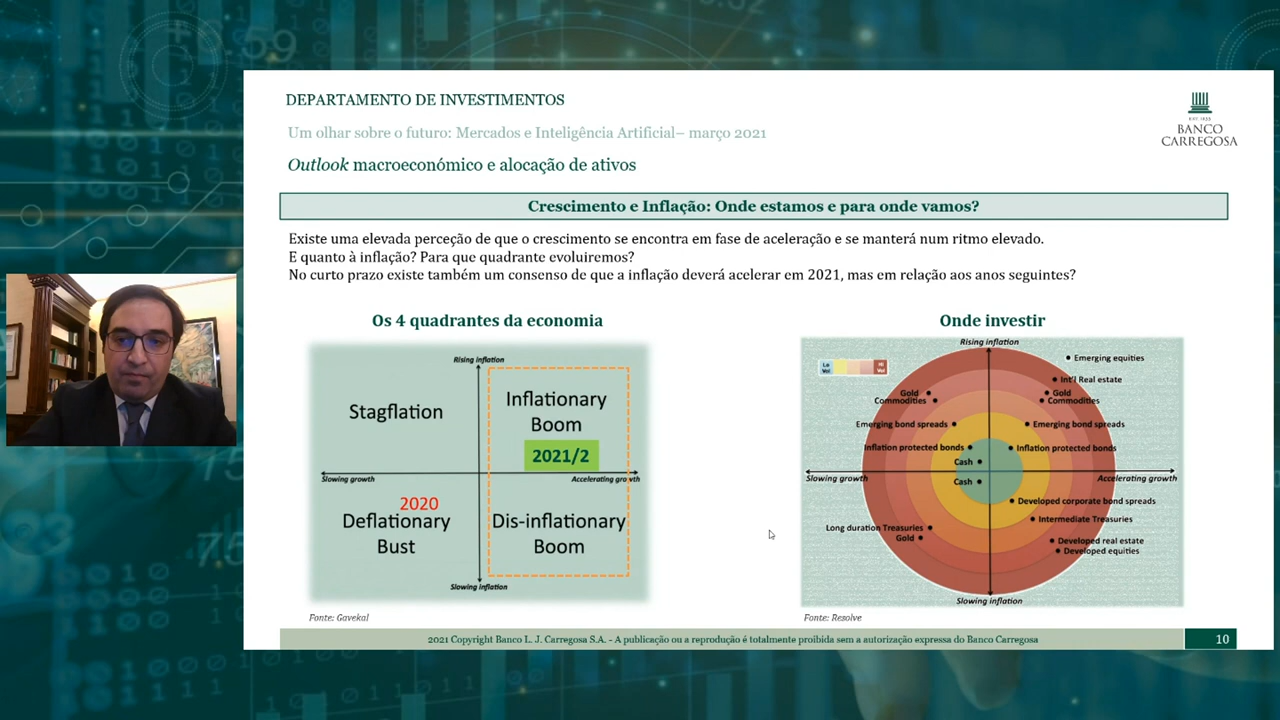 DEPARTAMENTO DE INVESTIMENTOS
Um olhar sobre o futuro: Mercados e Inteligência Artificial– março 2021
Outlook macroeconómico e alocação de ativos
BANCO
CARREGOSA
Crescimento e Inflação: Onde estamos e para onde vamos?
Existe uma elevada perceção de que o crescimento se encontra em fase de aceleração e se manterá num ritmo elevado.
E quanto à inflação? Para que quadrante evoluiremos?
No curto prazo existe também um consenso de que a inflação deverá acelerar em 2021, mas em relação aos anos seguintes?
Os 4 quadrantes da economia
Rising inflation
Stagflation
Inflationary
Boom
2021/2
Slowing growth
Accelerating growth
2020
Deflationary
Bust
Dis-inflationary
Boom
Slowing inflation
Fonte: Gavekal
Onde investir
Rising inflation
Lo
Vol
Hi
Vol
Emerging equities
Int'l Real estate
Gold
Commodities
Gold
Commodities
Emerging bond spreads
Emerging bond spreads
Inflation protected bonds
Inflation protected bonds
Cash
Slowing growth
Accelerating growth
Cash
Developed corporate bond spreads
Intermediate Treasuries
Long duration Treasuries
Gold
Developed real estate
Developed equities
Slowing inflation
Fonte: Resolve
2021 Copyright Banco L. J. Carregosa S.A. - A publicação ou a reprodução é totalmente proibida sem a autorização expressa do Banco Carregosa
10